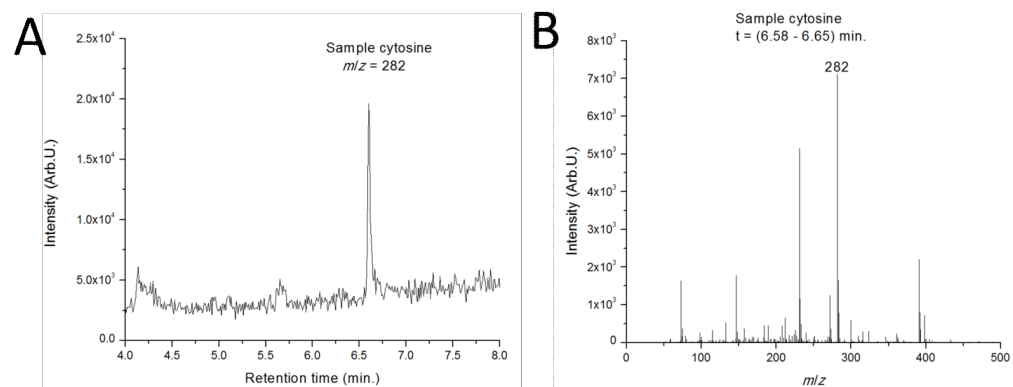 A
Sample cytosine
m/z = 282
Intensity (Arb.U.)
2.5x10⁴
2.0x10⁴
1.5x10⁴
1.0x10⁴
5.0x10³
0.0
4.0 4.5 5.0 5.5 6.0 6.5 7.0 7.5 8.0
Retention time (min.)
B
Sample cytosine
t = (6.58 - 6.65) min.
282
Intensity (Arb.U.)
8x10³
7x10³
6x10³
5x10³
4x10³
3x10³
2x10³
1x10³
0
0 100 200 300 400 500
m/z